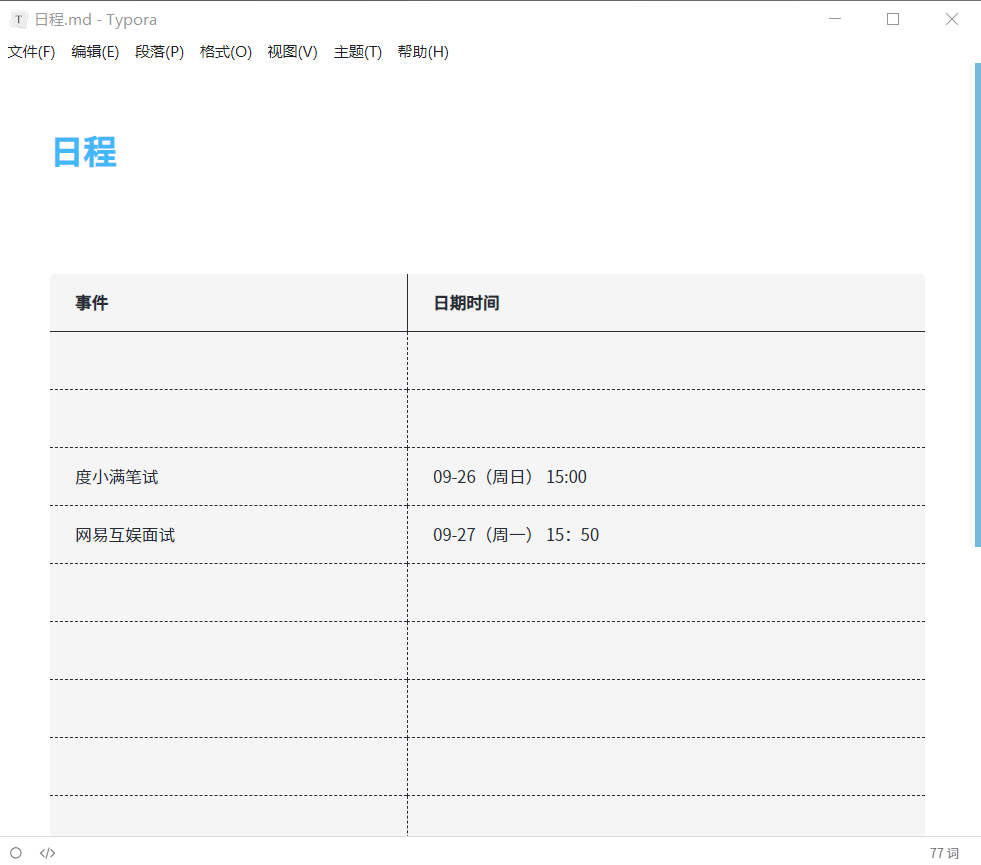 T 日程.md - Typora
文件(F) 编辑(E) 段落(P) 格式(O) 视图(V) 主题(T) 帮助(H)
日程
事件 日期时间
度小满笔试 09-26（周日） 15:00
网易互娱面试 09-27（周一） 15：50
</> 77 词